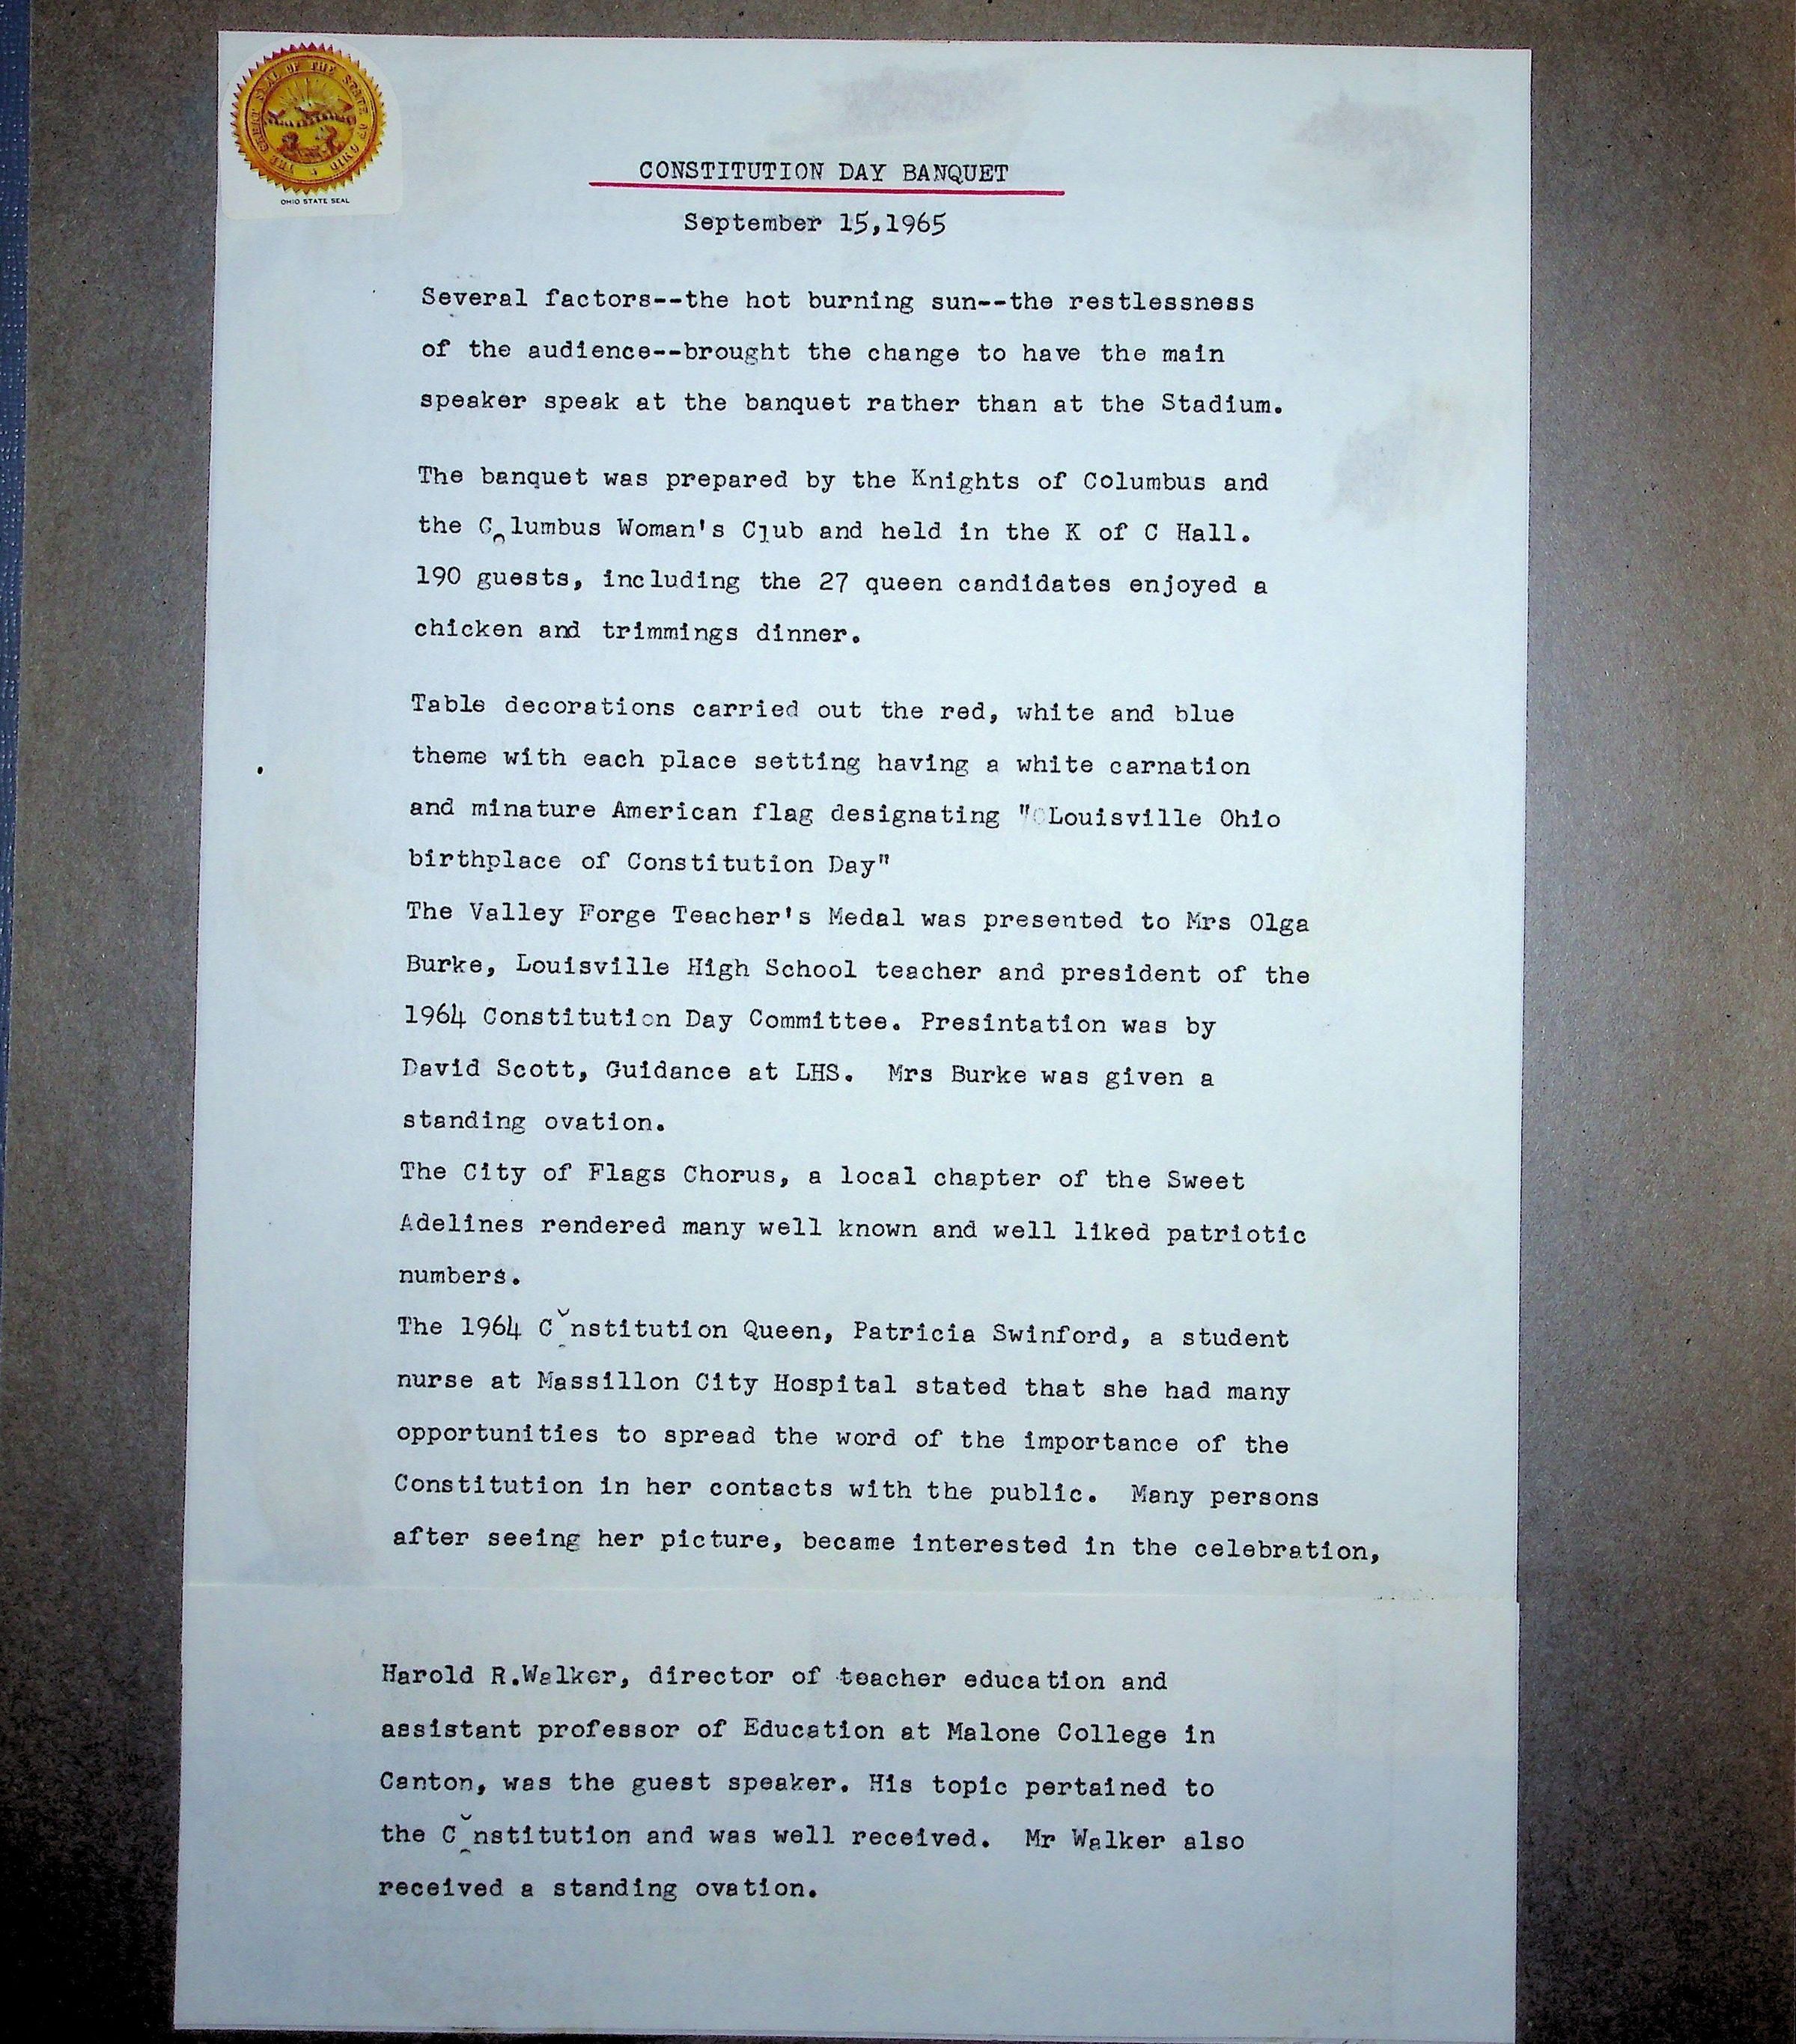 THE GREAT SEAL OF THE STATE OF OHIO
OHIO STATE SEAL
CONSTITUTION DAY BANQUET
September 15,1965
Several factors--the hot burning sun--the restlessness
of the audience--brought the change to have the main
speaker speak at the banquet rather than at the Stadium.
The banquet was prepared by the Knights of Columbus and
the Columbus Woman's Club and held in the K of C Hall.
190 guests, including the 27 queen candidates enjoyed a
chicken and trimmings dinner.
Table decorations carried out the red, white and blue
theme with each place setting having a white carnation
and minature American flag designating "Louisville Ohio
birthplace of Constitution Day"
The Valley Forge Teacher's Medal was presented to Mrs Olga
Burke, Louisville High School teacher and president of the
1964 Constitution Day Committee. Presintation was by
David Scott, Guidance at LHS.  Mrs Burke was given a
standing ovation.
The City of Flags Chorus, a local chapter of the Sweet
Adelines rendered many well known and well liked patriotic
numbers.
The 1964 Constitution Queen, Patricia Swinford, a student
nurse at Massillon City Hospital stated that she had many
opportunities to spread the word of the importance of the
Constitution in her contacts with the public.  Many persons
after seeing her picture, became interested in the celebration,
Harold R.Walker, director of teacher education and
assistant professor of Education at Malone College in
Canton, was the guest speaker. His topic pertained to
the Constitution and was well received.  Mr Walker also
received a standing ovation.